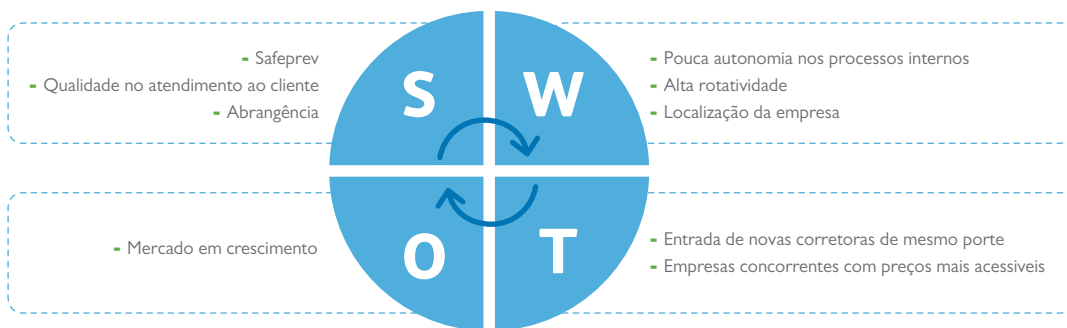 - Safeprev
- Qualidade no atendimento ao cliente
- Abrangência
S
W
- Pouca autonomia nos processos internos
- Alta rotatividade
- Localização da empresa
- Mercado em crescimento
O
T
- Entrada de novas corretoras de mesmo porte
- Empresas concorrentes com preços mais acessiveis